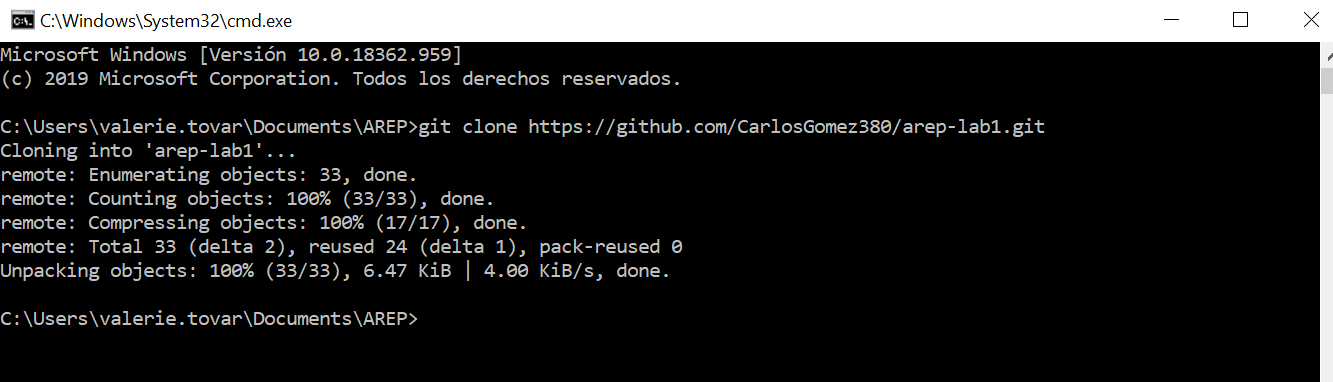 C:\Windows\System32\cmd.exe
Microsoft Windows [Versión 10.0.18362.959]
(c) 2019 Microsoft Corporation. Todos los derechos reservados.
C:\Users\valerie.tovar\Documents\AREP>git clone https://github.com/CarlosGomez380/arep-lab1.git
Cloning into 'arep-lab1'...
remote: Enumerating objects: 33, done.
remote: Counting objects: 100% (33/33), done.
remote: Compressing objects: 100% (17/17), done.
remote: Total 33 (delta 2), reused 24 (delta 1), pack-reused 0
Unpacking objects: 100% (33/33), 6.47 KiB | 4.00 KiB/s, done.
C:\Users\valerie.tovar\Documents\AREP>